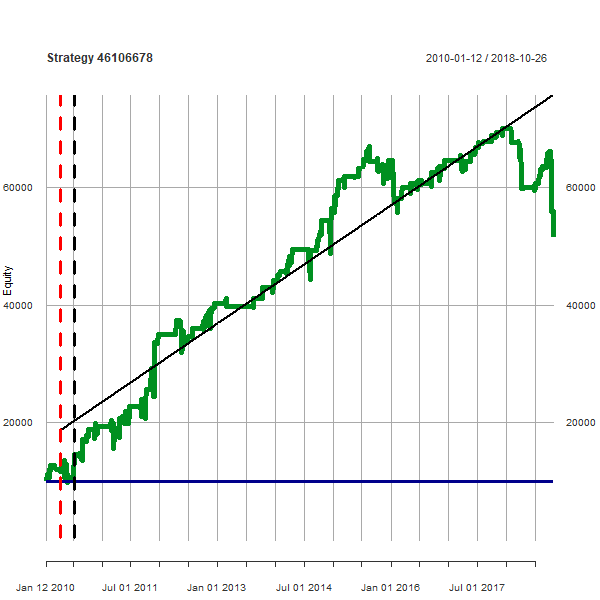 Strategy 46106678
2010-01-12 / 2018-10-26
60000
60000
Equity
40000
40000
20000
20000
Jan 12 2010
Jul 01 2011
Jan 01 2013
Jul 01 2014
Jan 01 2016
Jul 01 2017